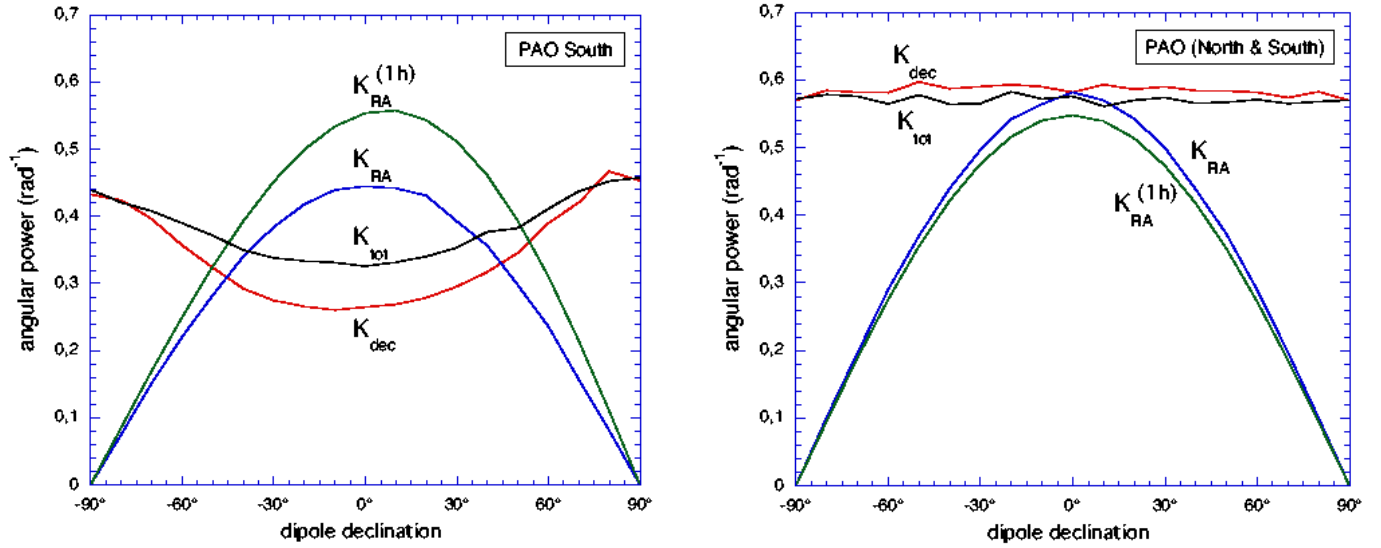 0,7
0,6
0,5
0,4
0,3
0,2
0,1
0
angular power (rad⁻¹)
PAO South
K_RA^(1h)
K_RA
K_tot
K_dec
-90° -60° -30° 0° 30° 60° 90°
dipole declination
0,7
0,6
0,5
0,4
0,3
0,2
0,1
0
angular power (rad⁻¹)
PAO (North & South)
K_dec
K_tot
K_RA
K_RA^(1h)
-90° -60° -30° 0° 30° 60° 90°
dipole declination